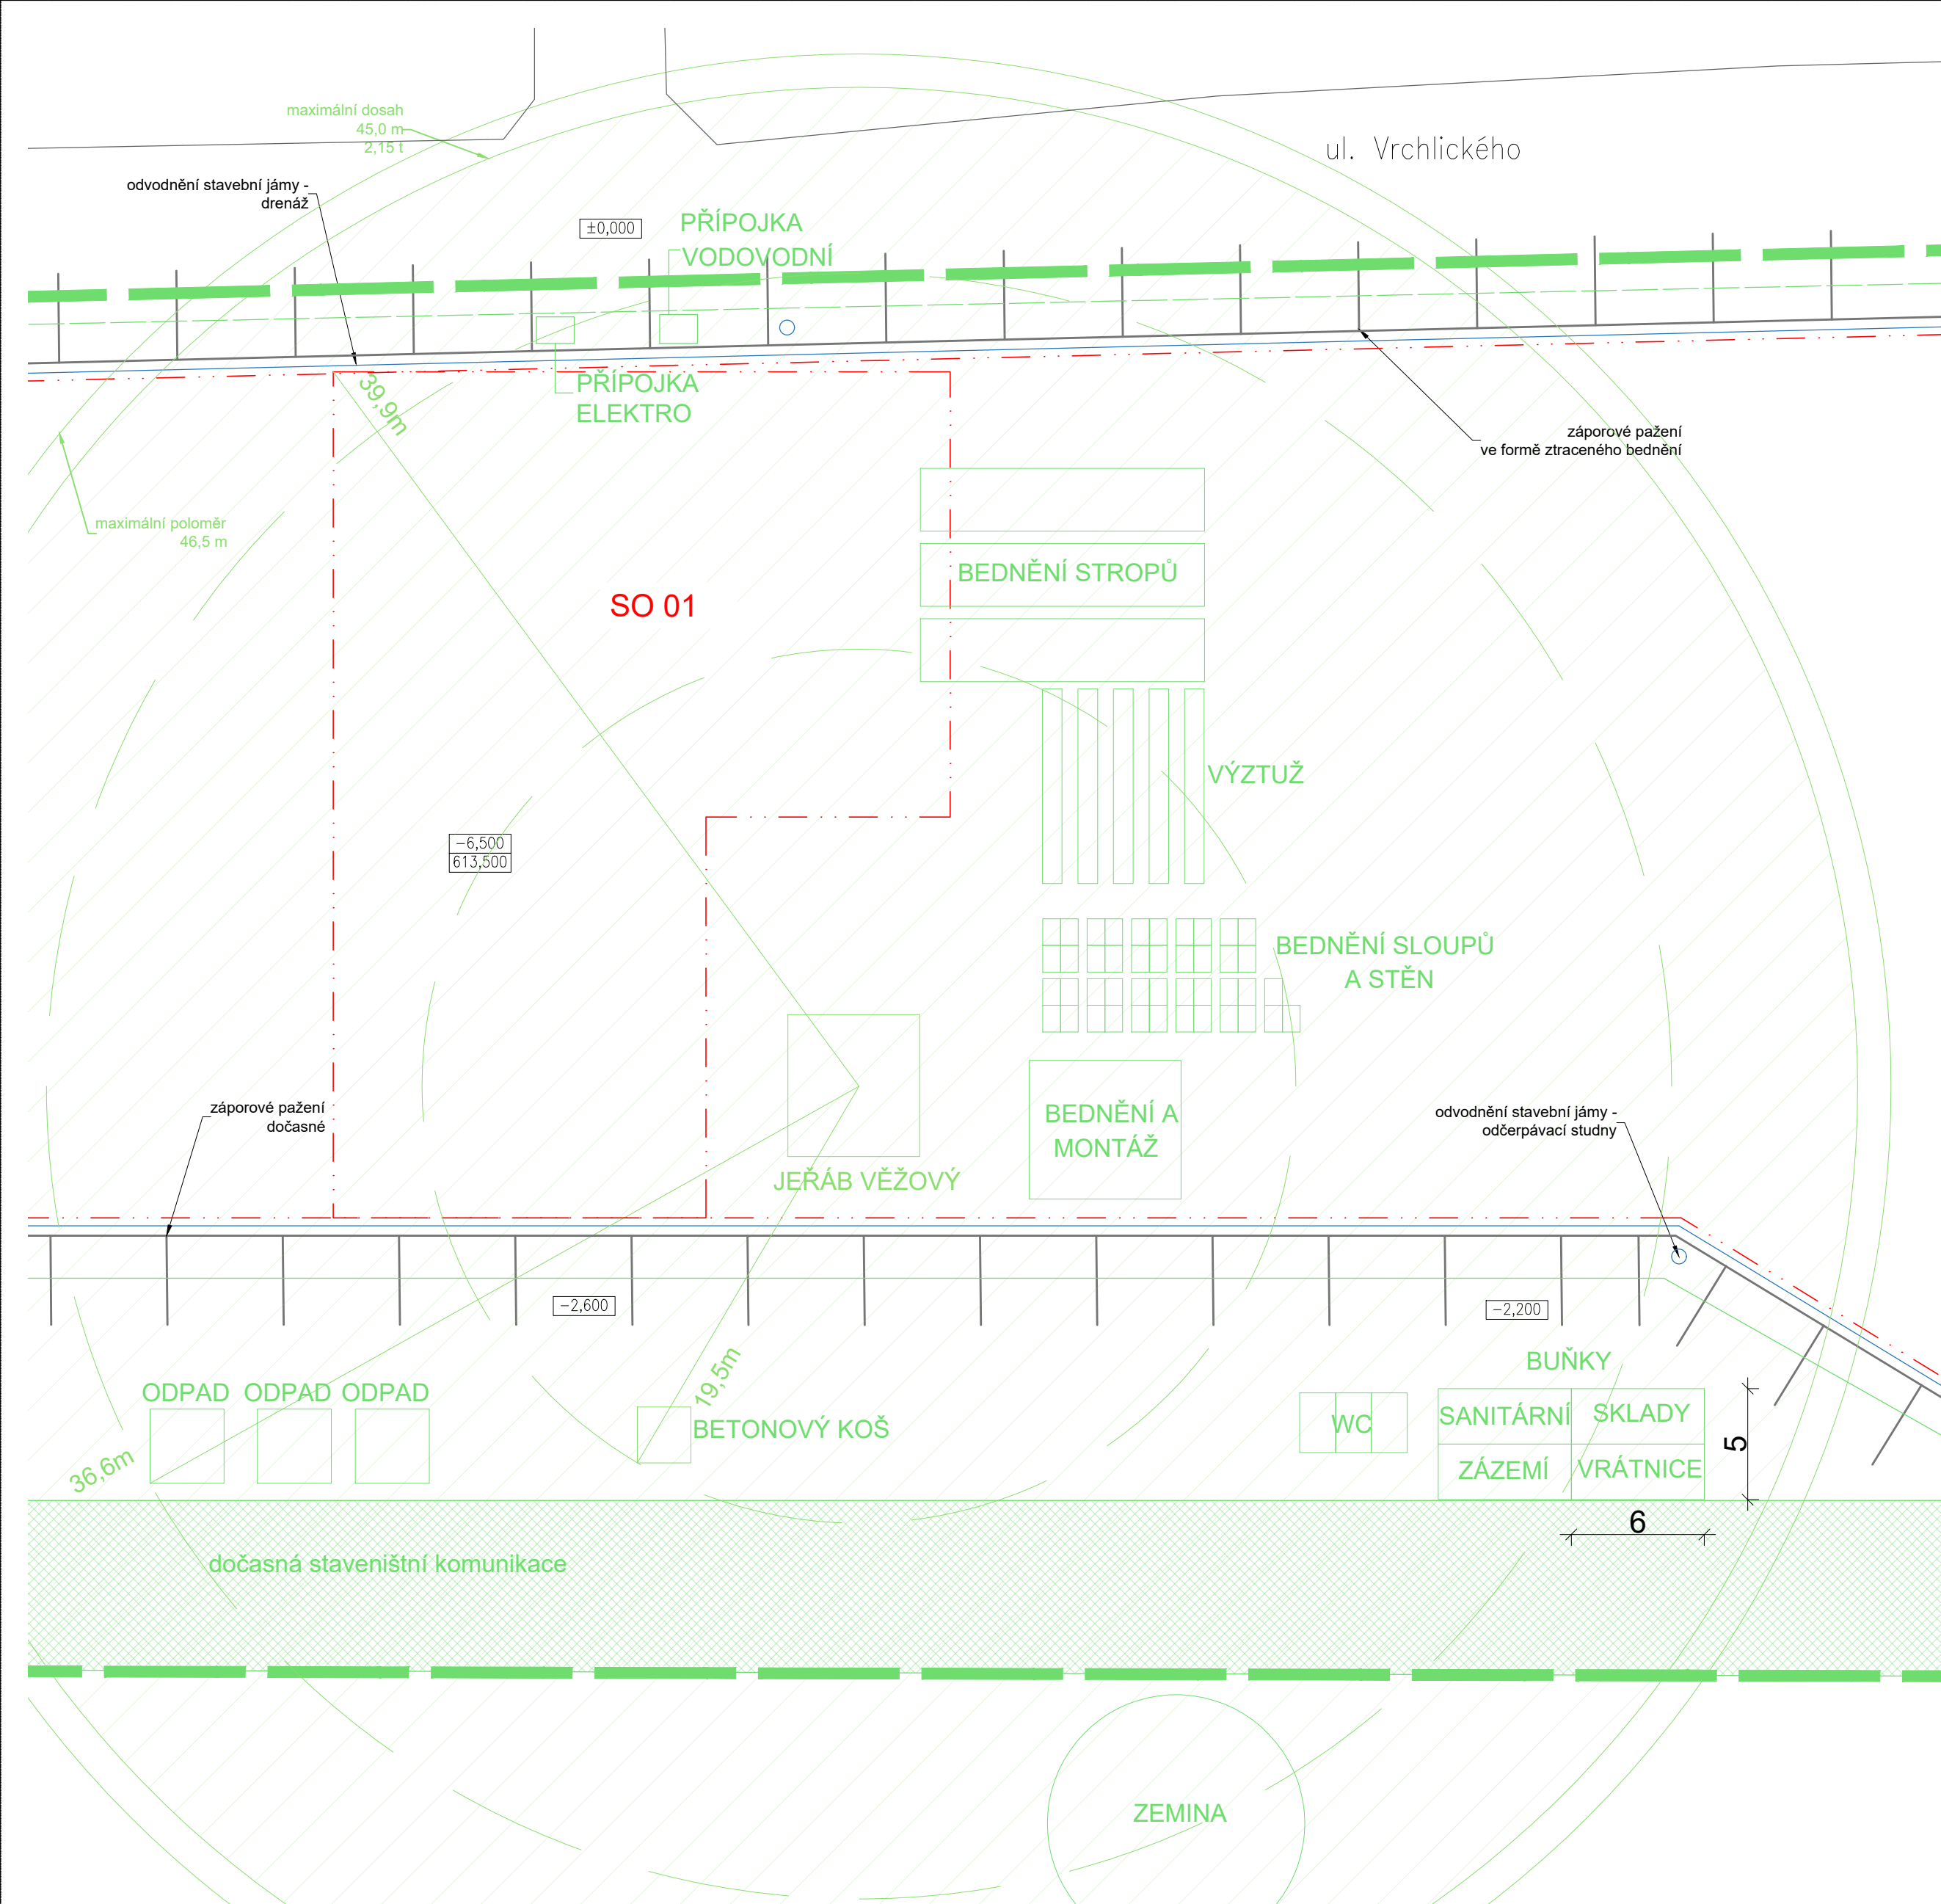 maximální dosah
45,0 m
2,15 t
ul. Vrchlického
odvodnění stavební jámy -
drenáž
±0,000
PŘÍPOJKA
VODOVODNÍ
39,9m
PŘÍPOJKA
ELEKTRO
záporové pažení
ve formě ztraceného bednění
maximální poloměr
46,5 m
BEDNĚNÍ STROPŮ
SO 01
VÝZTUŽ
-6,500
613,500
BEDNĚNÍ SLOUPŮ
A STĚN
záporové pažení
dočasné
BEDNĚNÍ A
MONTÁŽ
odvodnění stavební jámy -
odčerpávací studny
JEŘÁB VĚŽOVÝ
-2,600
-2,200
BUŇKY
19,5m
ODPAD ODPAD ODPAD
BETONOVÝ KOŠ
WC
SANITÁRNÍ
SKLADY
5
36,6m
ZÁZEMÍ
VRÁTNICE
6
dočasná staveništní komunikace
ZEMINA